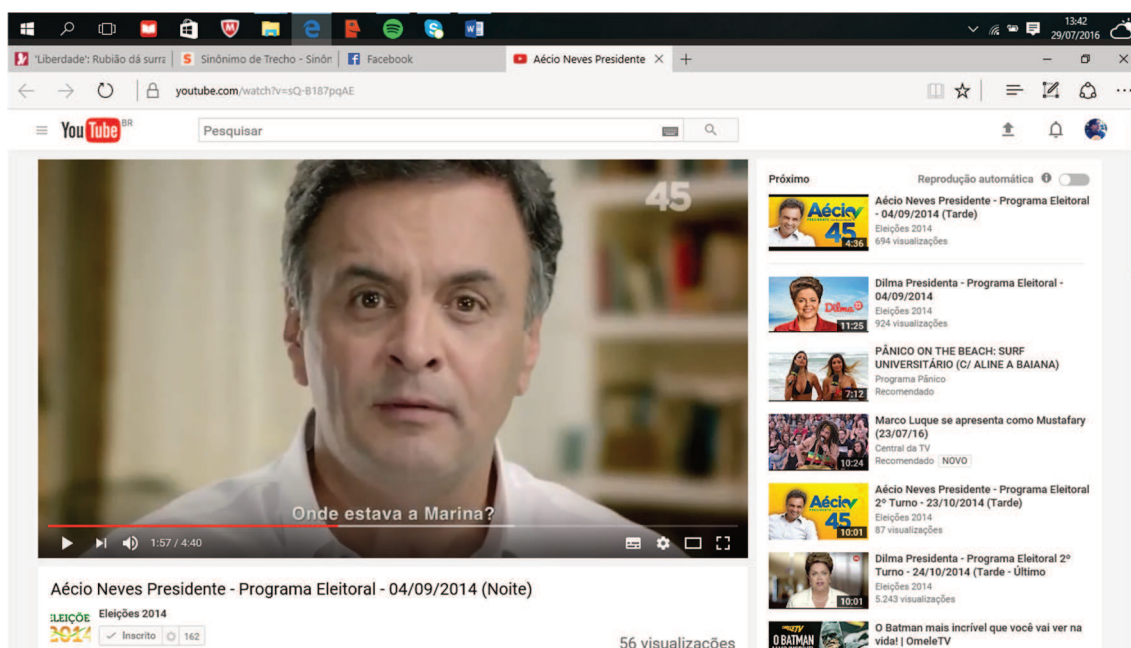 13:42
29/07/2016
'Liberdade': Rubião dá surra
S Sinônimo de Trecho - Sinôn
Facebook
Aécio Neves Presidente
youtube.com/watch?v=sQ-B187pqAE
YouTube BR
Pesquisar
45
Onde estava a Marina?
1:57 / 4:40
Aécio Neves Presidente - Programa Eleitoral - 04/09/2014 (Noite)
ELEIÇÕE
2014
Eleições 2014
Inscrito 162
56 visualizações
Próximo
Reprodução automática
Aécio
45
4:36
Aécio Neves Presidente - Programa Eleitoral
- 04/09/2014 (Tarde)
Eleições 2014
694 visualizações
Dilma
11:25
Dilma Presidenta - Programa Eleitoral -
04/09/2014
Eleições 2014
924 visualizações
7:12
PÂNICO ON THE BEACH: SURF
UNIVERSITÁRIO (C/ ALINE A BAIANA)
Programa Pânico
Recomendado
10:24
Marco Luque se apresenta como Mustafary
(23/07/16)
Central da TV
Recomendado NOVO
Aécio
45
10:01
Aécio Neves Presidente - Programa Eleitoral
2º Turno - 23/10/2014 (Tarde)
Eleições 2014
87 visualizações
10:01
Dilma Presidenta - Programa Eleitoral 2º
Turno - 24/10/2014 (Tarde - Último
Eleições 2014
5.243 visualizações
O BATMAN
O Batman mais incrível que você vai ver na
vida! | OmeleTV